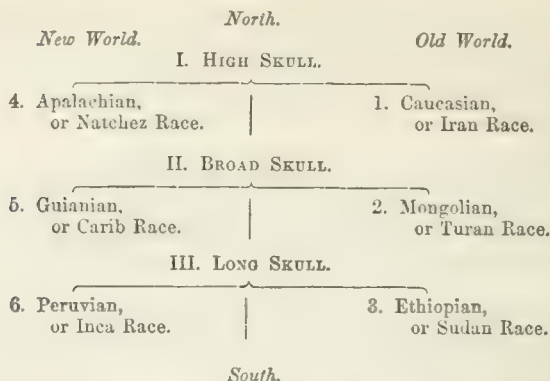 North.
New World. Old World.
I. HIGH SKULL.
4. Apalachian, 1. Caucasian,
or Natchez Race. or Iran Race.
II. BROAD SKULL.
5. Guianian, 2. Mongolian,
or Carib Race. or Turan Race.
III. LONG SKULL.
6. Peruvian, 3. Ethiopian,
or Inca Race. or Sudan Race.
South.